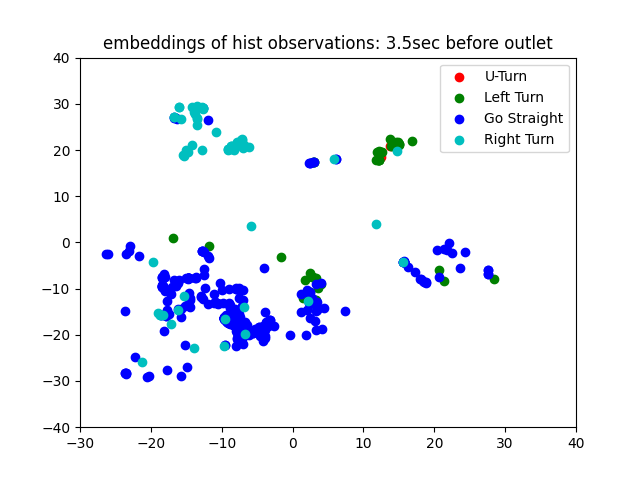 embeddings of hist observations: 3.5sec before outlet
U-Turn
Left Turn
Go Straight
Right Turn
40
30
20
10
0
−10
−20
−30
−40
−30 −20 −10 0 10 20 30 40